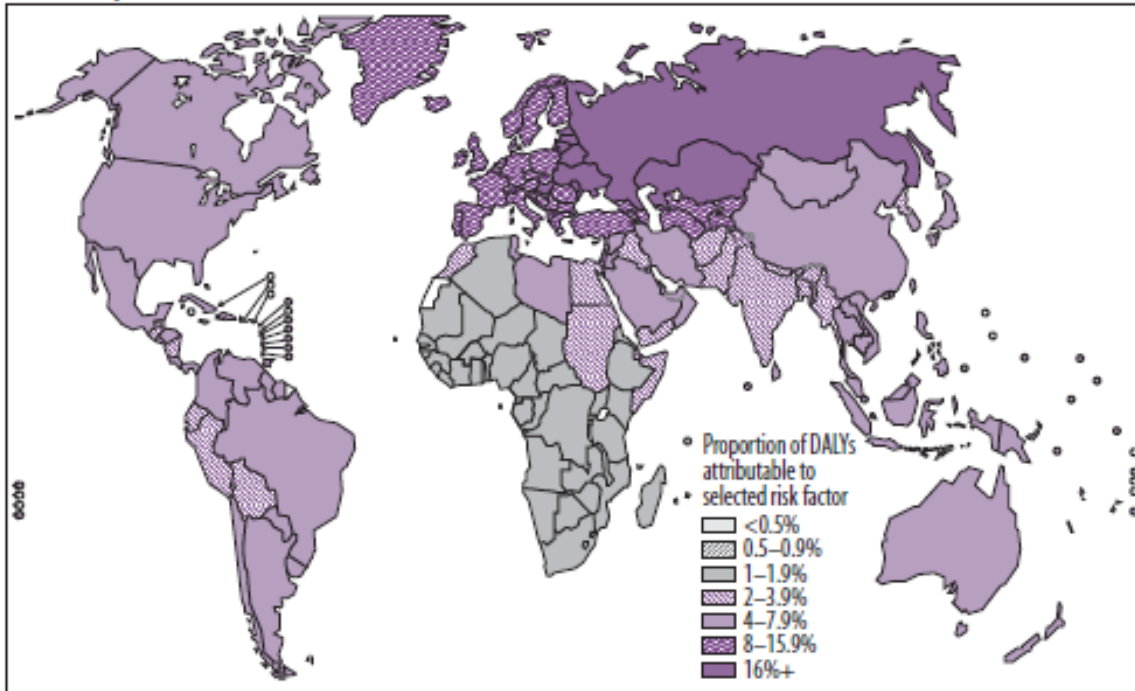 Proportion of DALYs
attributable to
selected risk factor
<0.5%
0.5–0.9%
1–1.9%
2–3.9%
4–7.9%
8–15.9%
16%+